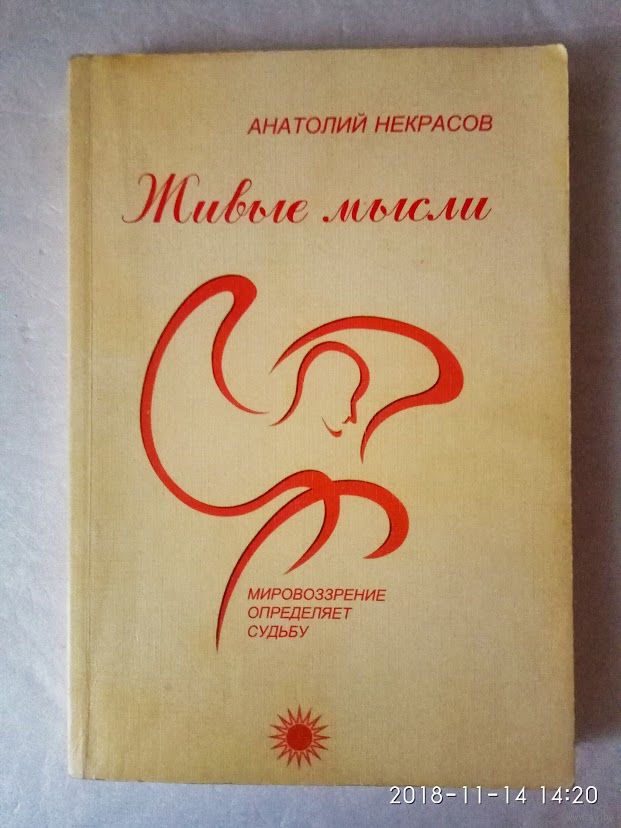 АНАТОЛИЙ НЕКРАСОВ
Живые мысли
МИРОВОЗЗРЕНИЕ
ОПРЕДЕЛЯЕТ
СУДЬБУ
2018-11-14 14:20